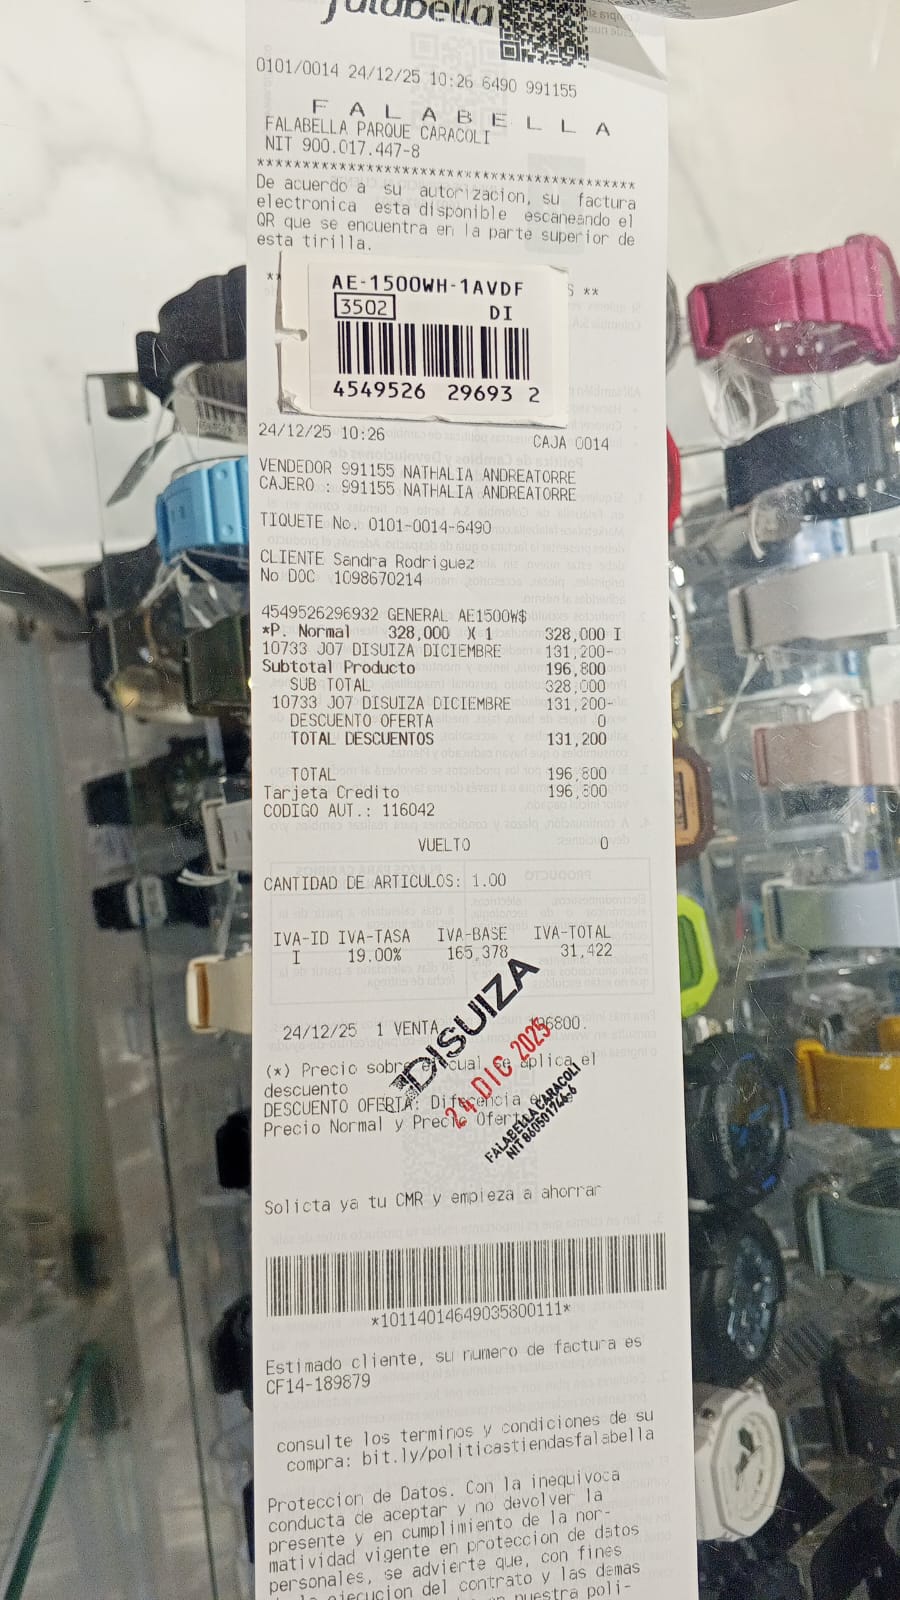 falabella
0101/0014 24/12/25 10:26 6490 991155
F A L A B E L L A
FALABELLA PARQUE CARACOLI
NIT 900.017.447-8
******************************************
De acuerdo a su autorizacion, su factura
electronica esta disponible escaneando el
QR que se encuentra en la parte superior de
esta tirilla.
** S **
AE-1500WH-1AVDF
3502 DI
4549526 29693 2
24/12/25 10:26 CAJA 0014
VENDEDOR 991155 NATHALIA ANDREATORRE
CAJERO : 991155 NATHALIA ANDREATORRE
TIQUETE No. 0101-0014-6490
CLIENTE Sandra Rodriguez
No DOC 1098670214
4549526296932 GENERAL AE1500W$
*P. Normal 328,000 X 1 328,000 I
10733 J07 DISUIZA DICIEMBRE 131,200-
Subtotal Producto 196,800
SUB TOTAL 328,000
10733 J07 DISUIZA DICIEMBRE 131,200-
DESCUENTO OFERTA 0
TOTAL DESCUENTOS 131,200
TOTAL 196,800
Tarjeta Credito 196,800
CODIGO AUT.: 116042
VUELTO 0
CANTIDAD DE ARTICULOS: 1.00
IVA-ID IVA-TASA IVA-BASE IVA-TOTAL
I 19.00% 165,378 31,422
24/12/25 1 VENTA 96800.
DISUIZA
24 DIC 2025
FALABELLA CARACOLI
(*) Precio sobre el cual se aplica el
descuento
DESCUENTO OFERTA: Diferencia
Precio Normal y Precio Oferta
Solicta ya tu CMR y empieza a ahorrar
*10114014649035800111*
Estimado cliente, su numero de factura es
CF14-189879
consulte los terminos y condiciones de su
compra: bit.ly/politicastiendasfalabella
Proteccion de Datos. Con la inequivoca
conducta de aceptar y no devolver la
presente y en cumplimiento de la nor-
matividad vigente en proteccion de datos
personales, se advierte que, con fines
ejecucion del contrato y las demas
nuestra poli-